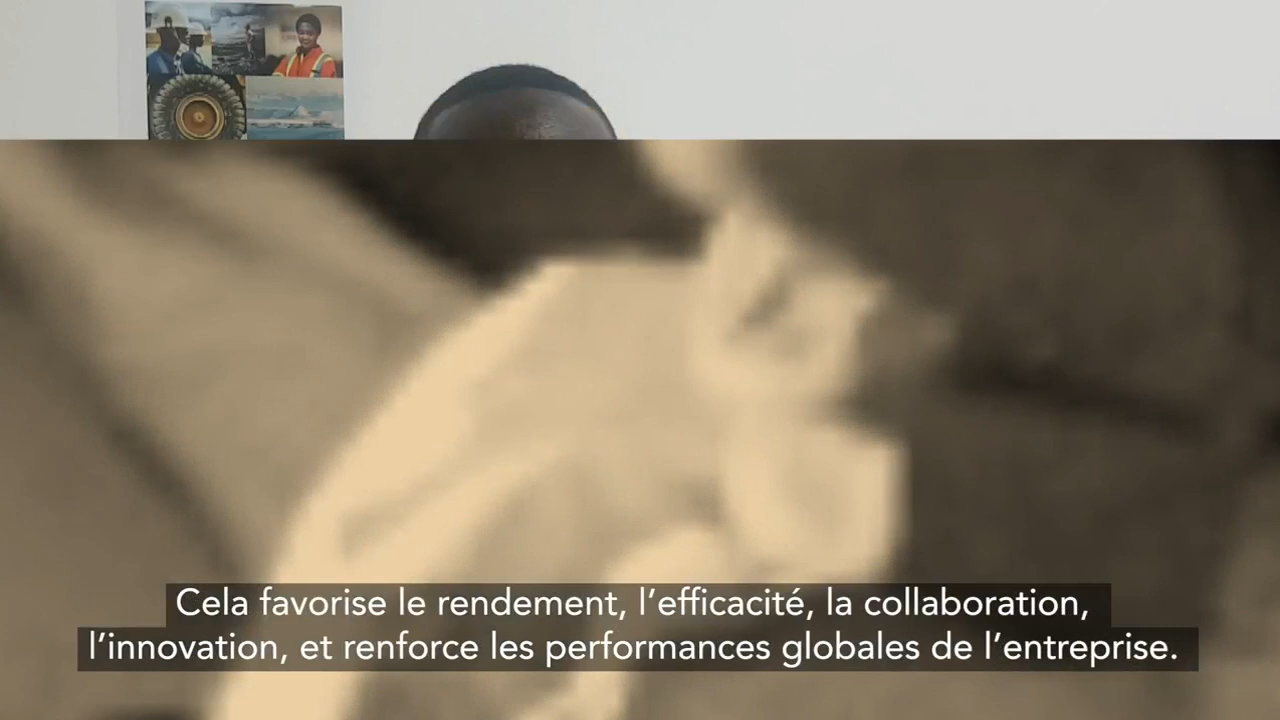 Cela favorise le rendement, l’efficacité, la collaboration,
l’innovation, et renforce les performances globales de l’entreprise.